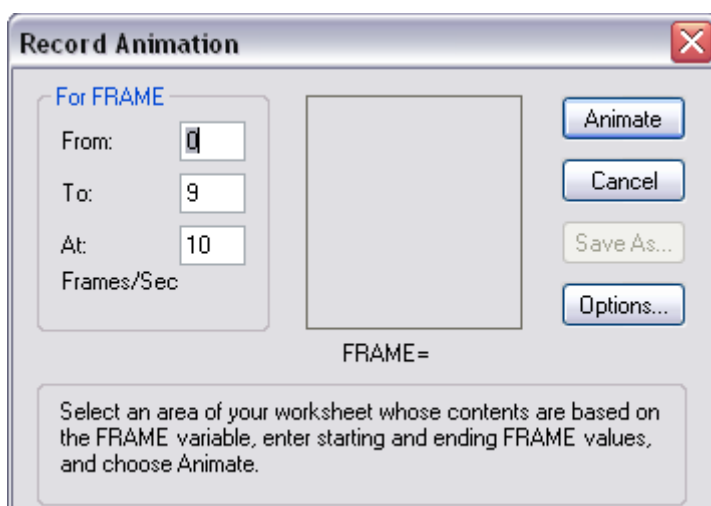 Record Animation
For FRAME
From: 0
To: 9
At: 10
Frames/Sec
Animate
Cancel
Save As...
Options...
FRAME=
Select an area of your worksheet whose contents are based on
the FRAME variable, enter starting and ending FRAME values,
and choose Animate.